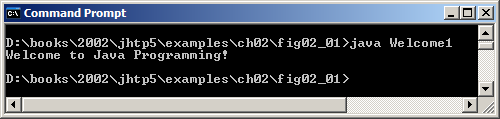 Command Prompt
D:\books\2002\jhtp5\examples\ch02\fig02_01>java Welcome1
Welcome to Java Programming!
D:\books\2002\jhtp5\examples\ch02\fig02_01>